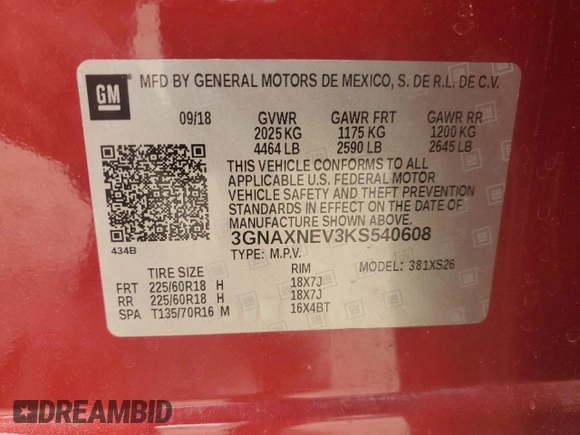 GM
MFD BY GENERAL MOTORS DE MEXICO, S. DE R.L. DE C.V.
09/18 GVWR GAWR FRT GAWR RR
2025 KG 1175 KG 1200 KG
4464 LB 2590 LB 2645 LB
THIS VEHICLE CONFORMS TO ALL
APPLICABLE U.S. FEDERAL MOTOR
VEHICLE SAFETY AND THEFT PREVENTION
STANDARDS IN EFFECT ON THE DATE OF
MANUFACTURE SHOWN ABOVE.
434B 3GNAXNEV3KS540608
TYPE: M.P.V. MODEL: 381XS26
TIRE SIZE RIM
FRT 225/60R18 H 18X7J
RR 225/60R18 H 18X7J
SPA T135/70R16 M 16X4BT
DREAMBID